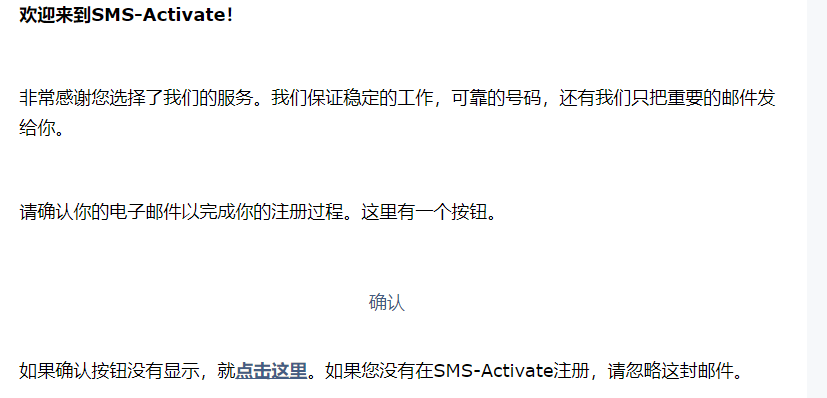 欢迎来到SMS-Activate!
非常感谢您选择了我们的服务。我们保证稳定的工作，可靠的号码，还有我们只把重要的邮件发
给你。
请确认你的电子邮件以完成你的注册过程。这里有一个按钮。
确认
如果确认按钮没有显示，就点击这里。如果您没有在SMS-Activate注册，请忽略这封邮件。